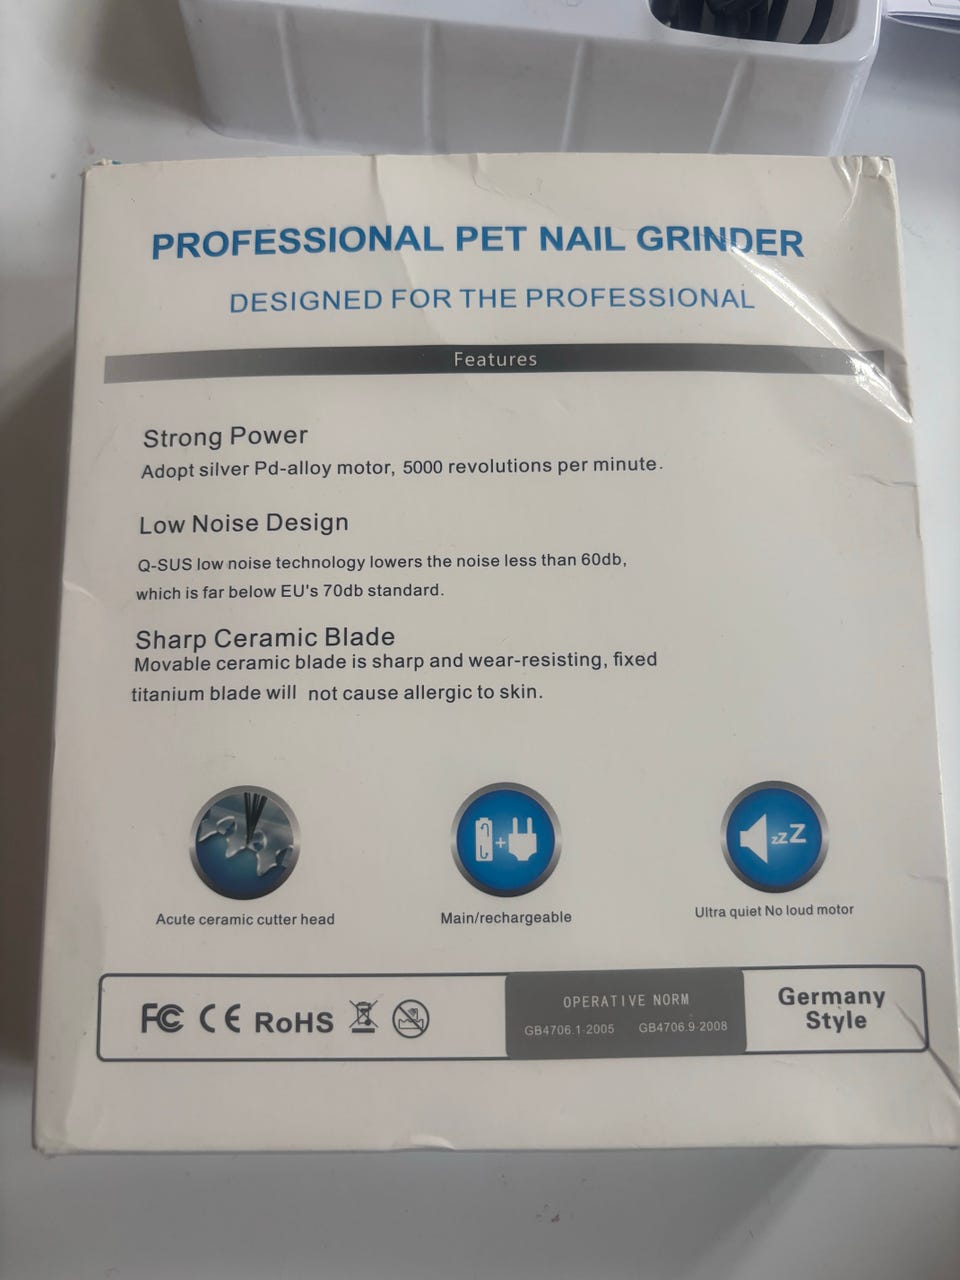 PROFESSIONAL PET NAIL GRINDER
DESIGNED FOR THE PROFESSIONAL
Features
Strong Power
Adopt silver Pd-alloy motor, 5000 revolutions per minute.
Low Noise Design
Q-SUS low noise technology lowers the noise less than 60db,
which is far below EU's 70db standard.
Sharp Ceramic Blade
Movable ceramic blade is sharp and wear-resisting, fixed
titanium blade will not cause allergic to skin.
zzZ
Acute ceramic cutter head
Main/rechargeable
Ultra quiet No loud motor
FC CE RoHS
OPERATIVE NORM
GB4706.1-2005 GB4706.9-2008
Germany
Style